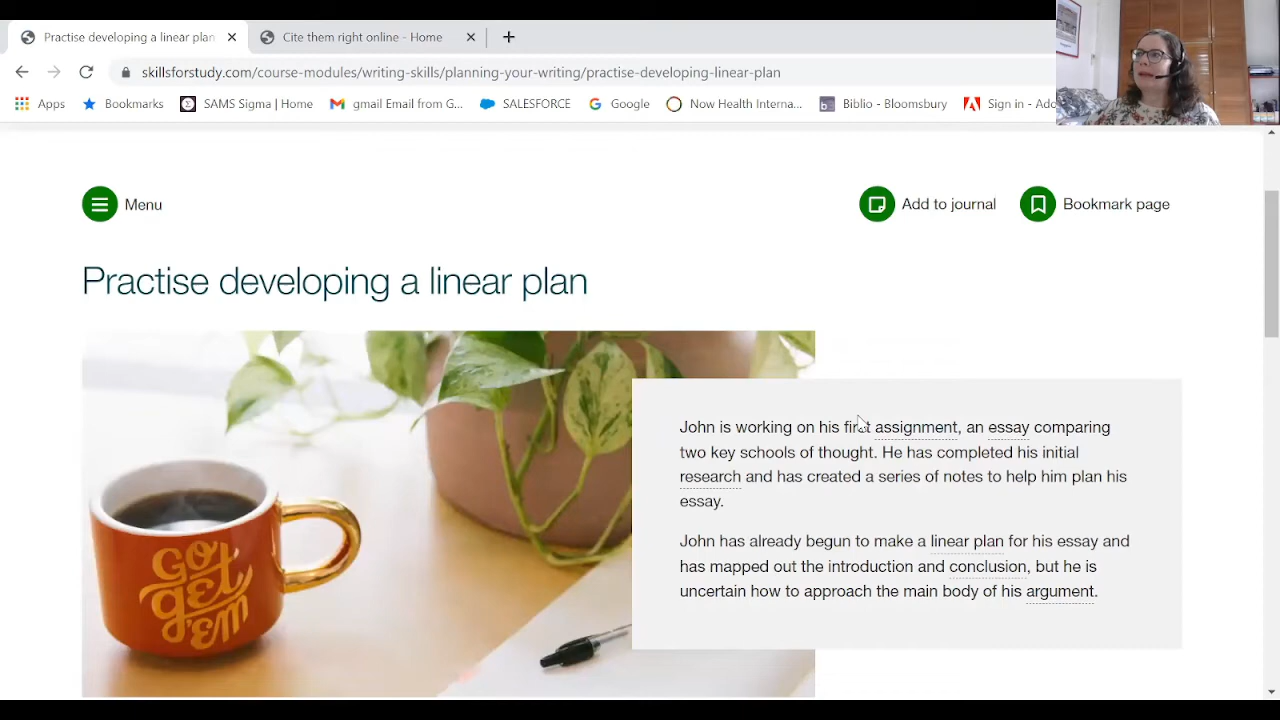 Practise developing a linear plan
Cite them right online - Home
skillsforstudy.com/course-modules/writing-skills/planning-your-writing/practise-developing-linear-plan
Apps Bookmarks SAMS Sigma | Home gmail Email from G... SALESFORCE Google Now Health Interna... Biblio - Bloomsbury Sign in - Ado
Menu Add to journal Bookmark page
Practise developing a linear plan
John is working on his first assignment, an essay comparing
two key schools of thought. He has completed his initial
research and has created a series of notes to help him plan his
essay.
John has already begun to make a linear plan for his essay and
has mapped out the introduction and conclusion, but he is
uncertain how to approach the main body of his argument.
GO
get
'EM